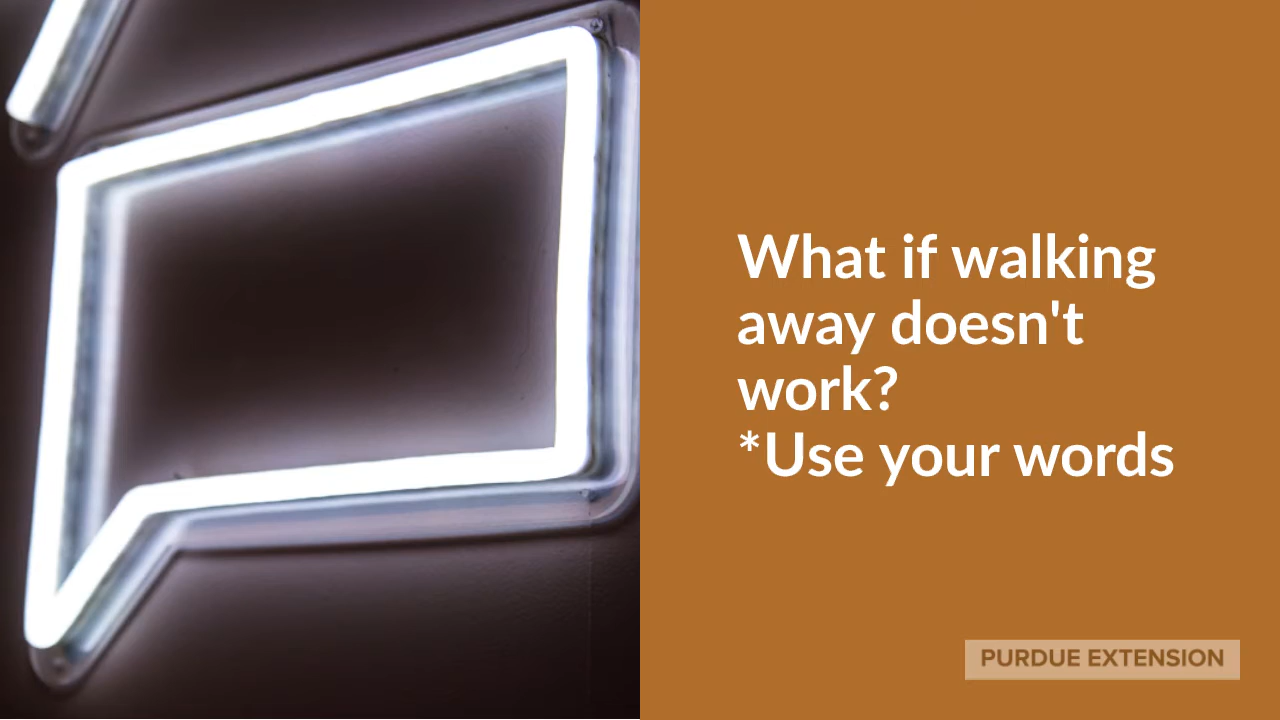 What if walking
away doesn't
work?
*Use your words
PURDUE EXTENSION